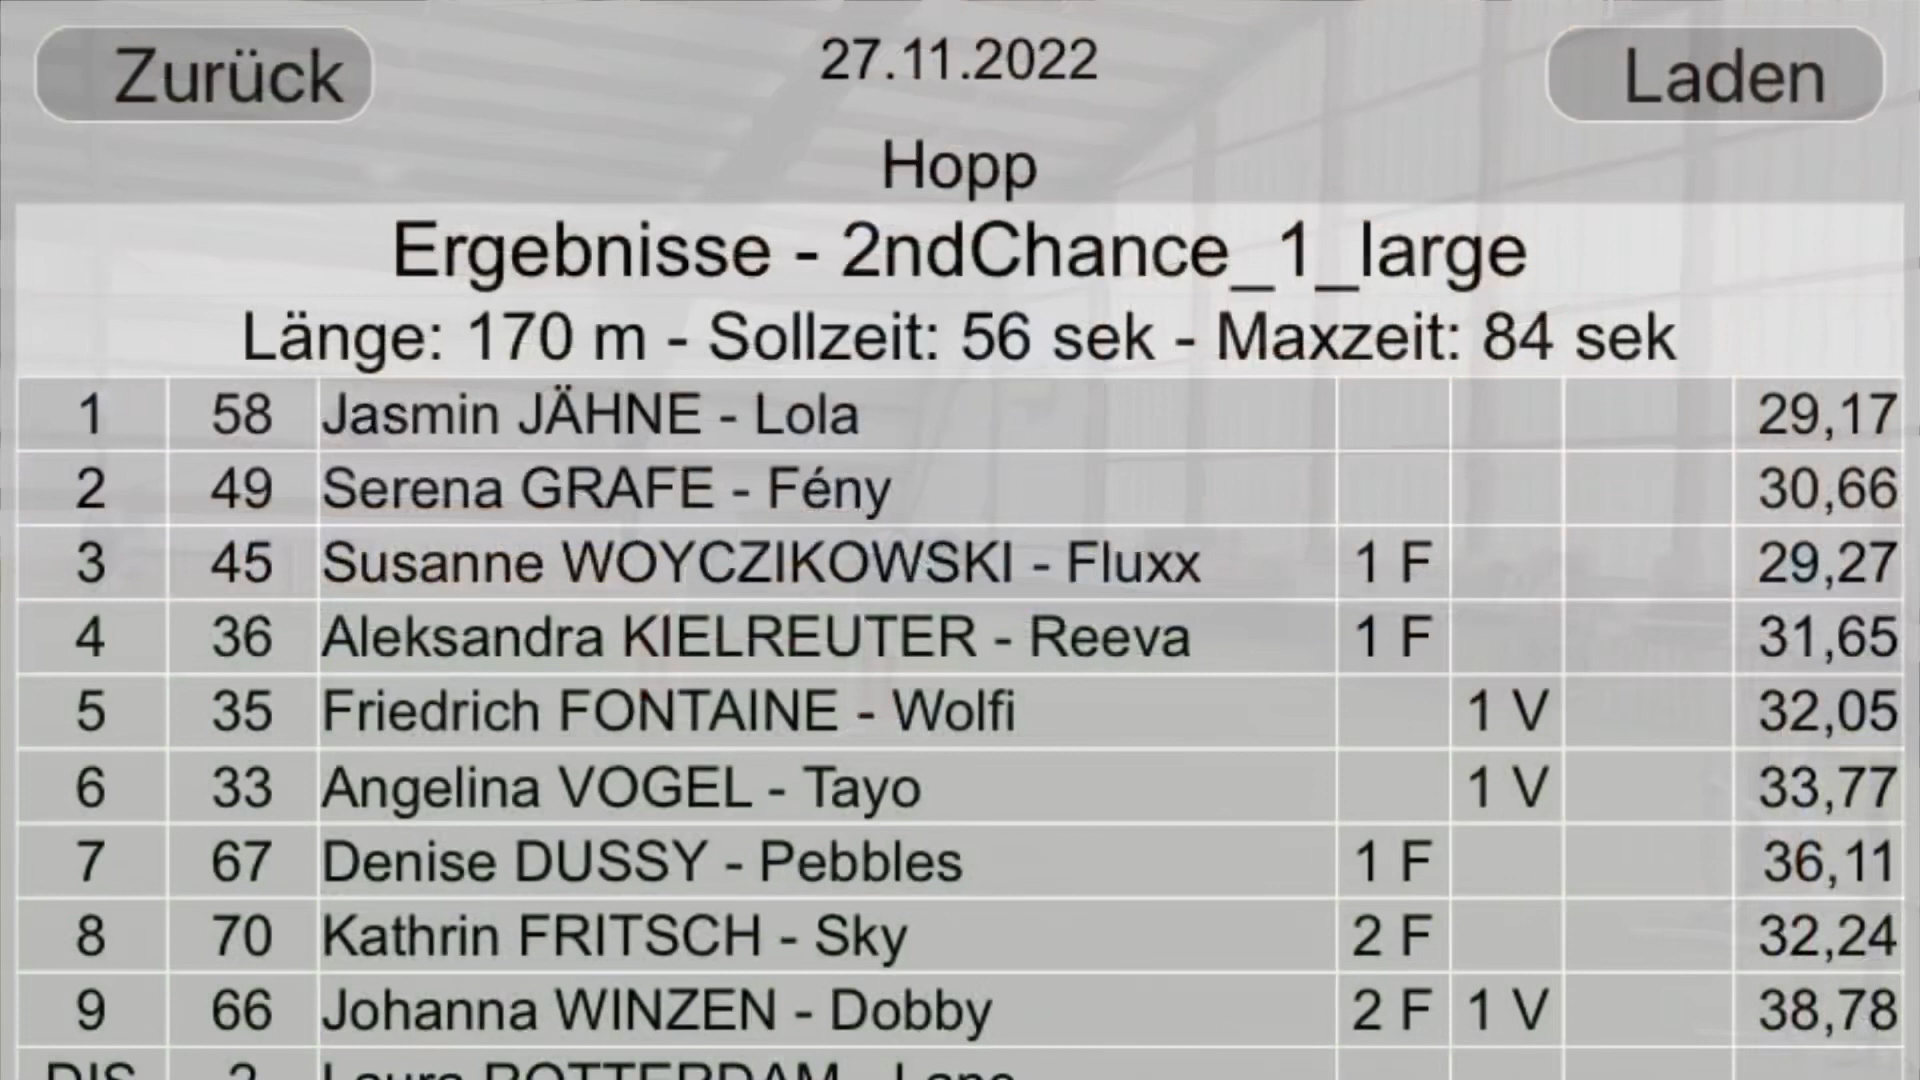 Zurück
27.11.2022
Laden
Hopp
Ergebnisse - 2ndChance_1_large
Länge: 170 m - Sollzeit: 56 sek - Maxzeit: 84 sek
1 58 Jasmin JÄHNE - Lola 29,17
2 49 Serena GRAFE - Fény 30,66
3 45 Susanne WOYCZIKOWSKI - Fluxx 1 F 29,27
4 36 Aleksandra KIELREUTER - Reeva 1 F 31,65
5 35 Friedrich FONTAINE - Wolfi 1 V 32,05
6 33 Angelina VOGEL - Tayo 1 V 33,77
7 67 Denise DUSSY - Pebbles 1 F 36,11
8 70 Kathrin FRITSCH - Sky 2 F 32,24
9 66 Johanna WINZEN - Dobby 2 F 1 V 38,78
DIS Laura ROTTERDAM -